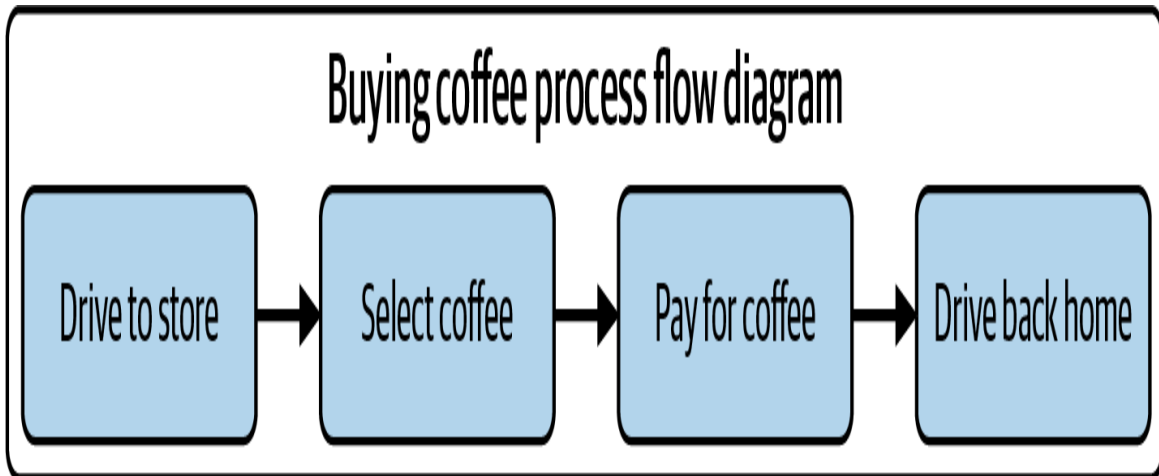 Buying coffee process flow diagram
Drive to store
Select coffee
Pay for coffee
Drive back home